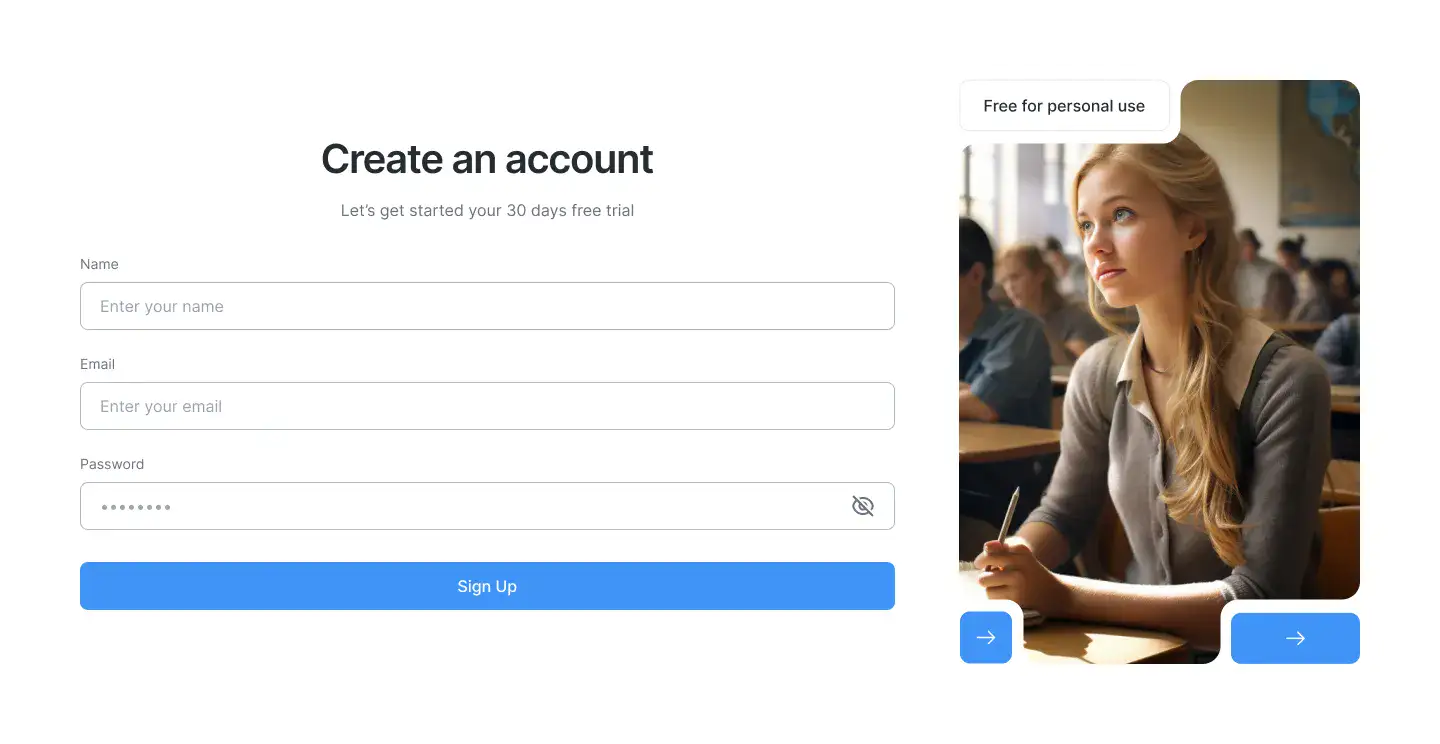 Create an account
Let’s get started your 30 days free trial
Name
Enter your name
Email
Enter your email
Password
Sign Up
Free for personal use